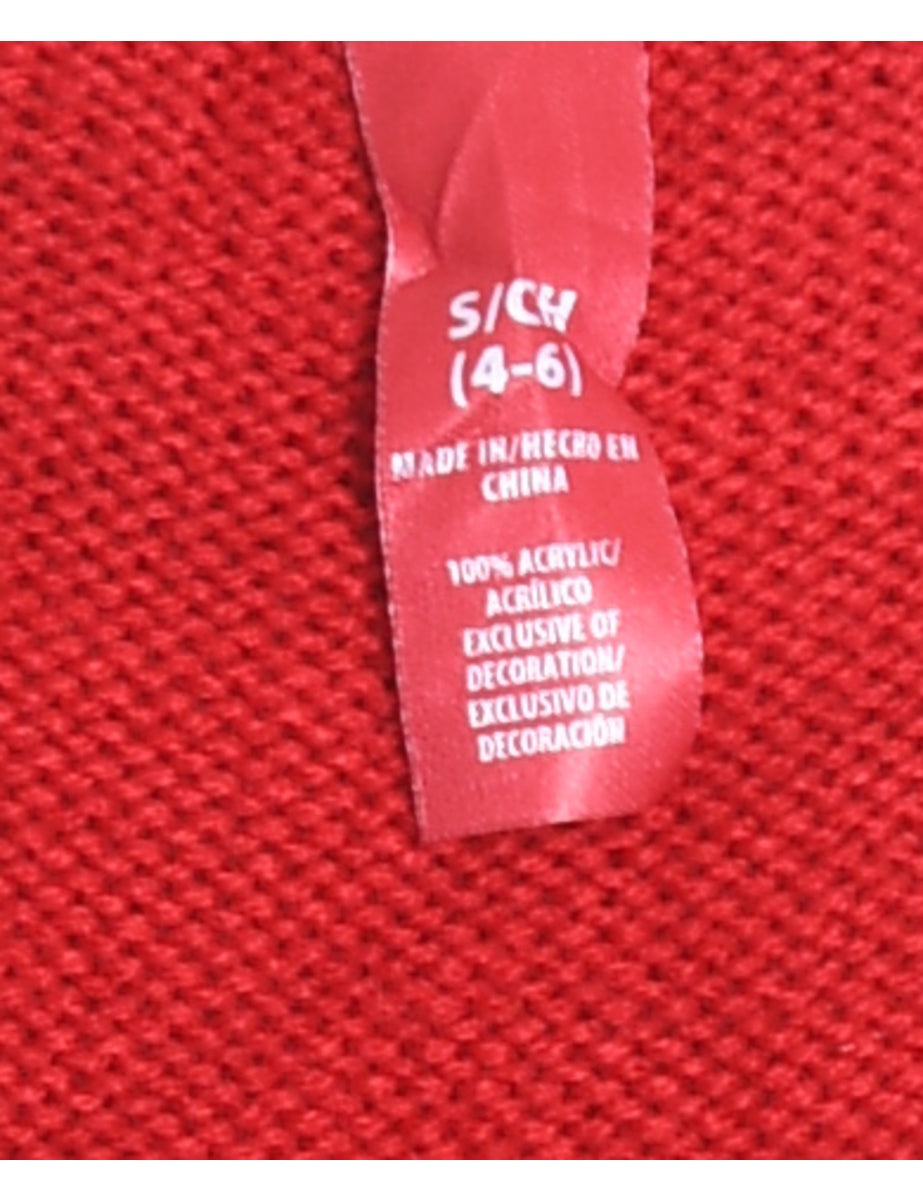 S/CH
(4-6)
MADE IN/HECHO EN
CHINA
100% ACRYLIC/
ACRÍLICO
EXCLUSIVE OF
DECORATION/
EXCLUSIVO DE
DECORACIÓN